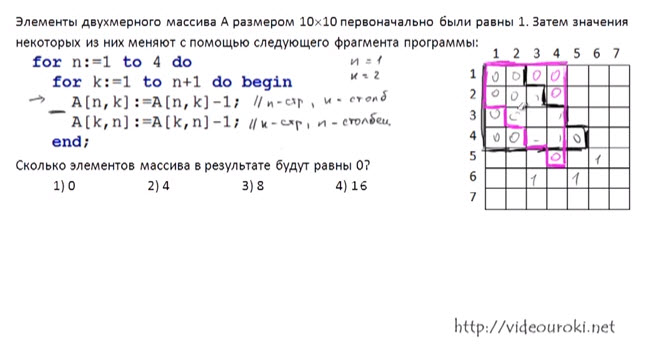 Элементы двухмерного массива А размером 10×10 первоначально были равны 1. Затем значения
некоторых из них меняют с помощью следующего фрагмента программы:
for n:=1 to 4 do
n = 1
for k:=1 to n+1 do begin
к = 2
A[n,k]:=A[n,k]-1; // n-стр, к-столб
A[k,n]:=A[k,n]-1; // к-стр, n-столбец
end;
1 2 3 4 5 6 7
1 0 0 0 0
2 0 0 1 0
3 0
4 0 0 1 0
5 0 1
6 1 1
7
Сколько элементов массива в результате будут равны 0?
1) 0 2) 4 3) 8 4) 16
http://videouroki.net